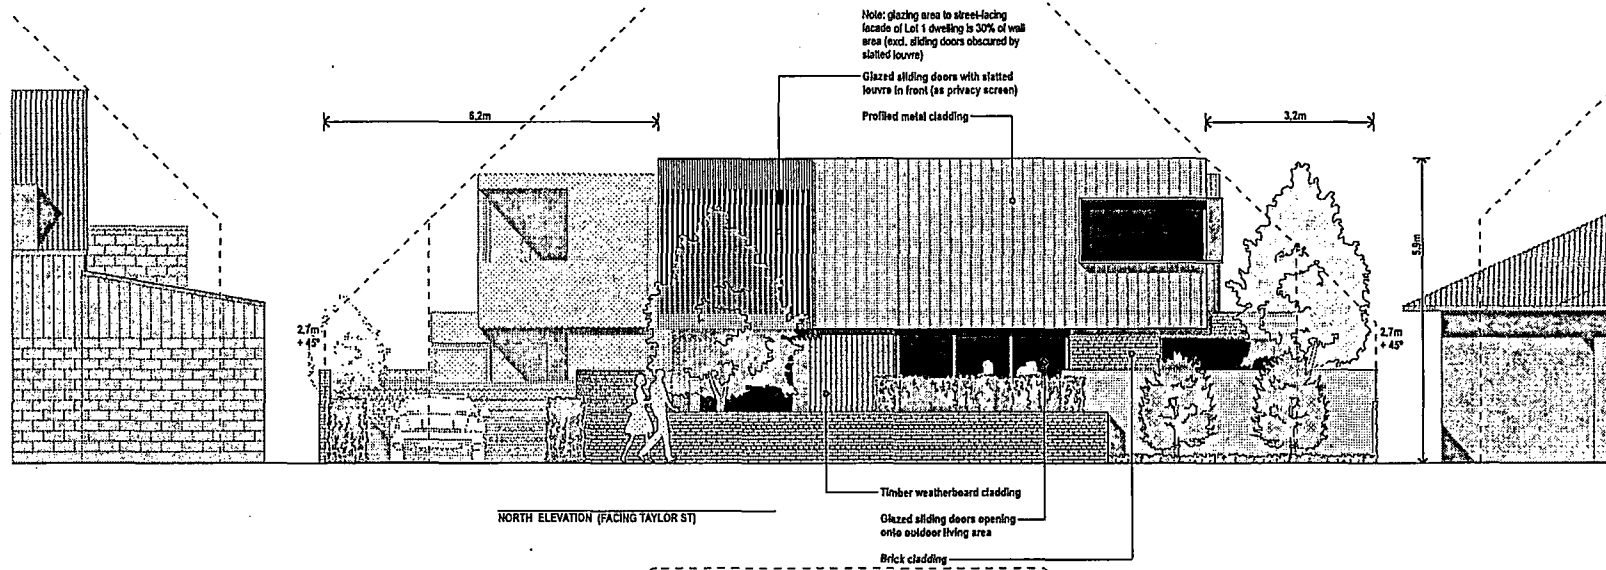 Note: glazing area to street-facing
facade of Lot 1 dwelling is 30% of wall
area (excl. sliding doors obscured by
slatted louvre)
Glazed sliding doors with slatted
louvre in front (as privacy screen)
Profiled metal cladding
6,2m
3,2m
5,9m
2,7m
+ 45°
2,7m
+ 45°
Timber weatherboard cladding
NORTH ELEVATION (FACING TAYLOR ST)
Glazed sliding doors opening
onto outdoor living area
Brick cladding